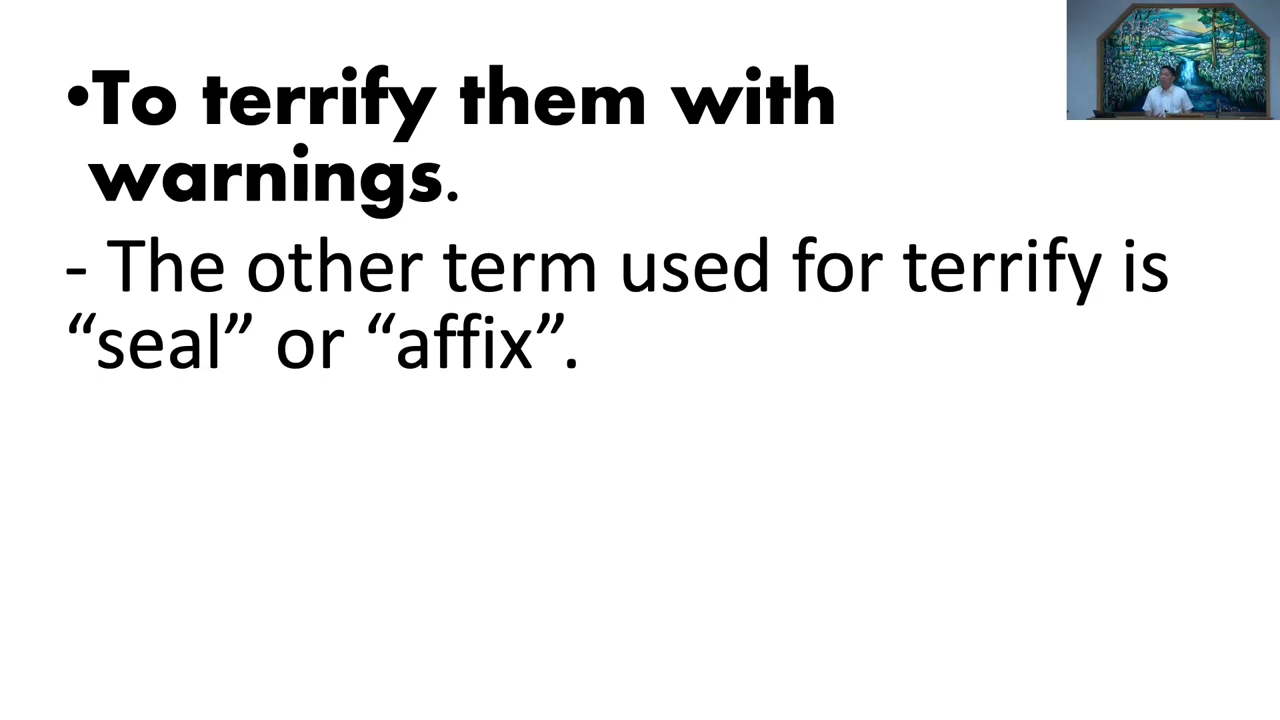 •To terrify them with
warnings.
- The other term used for terrify is
“seal” or “affix”.